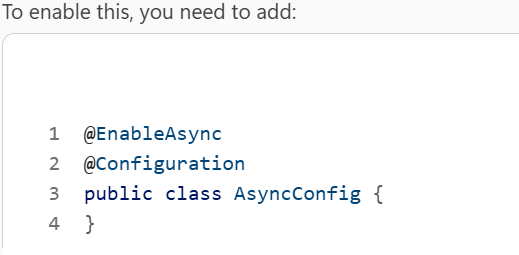 To enable this, you need to add:
1 @EnableAsync
2 @Configuration
3 public class AsyncConfig {
4 }